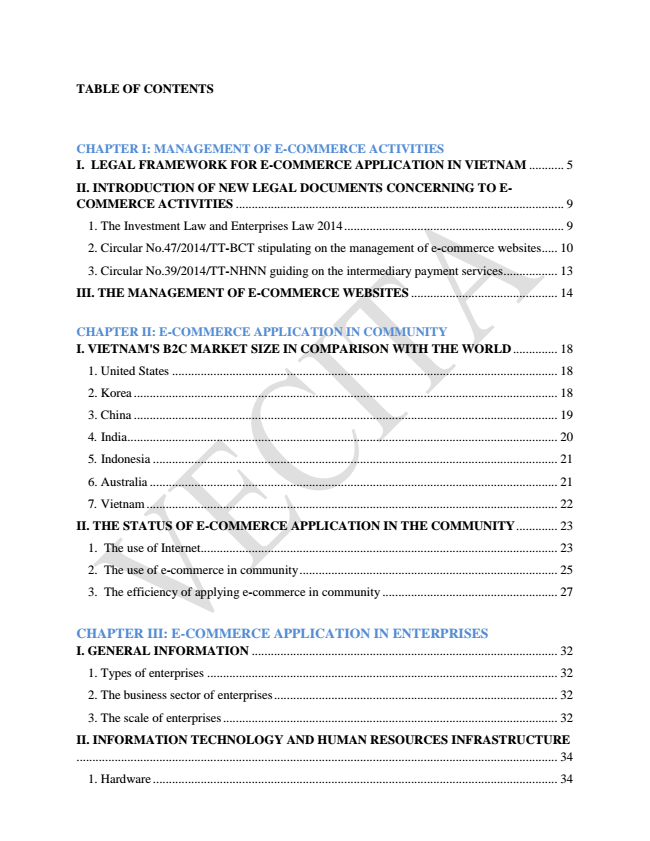 TABLE OF CONTENTS
CHAPTER I: MANAGEMENT OF E-COMMERCE ACTIVITIES
I. LEGAL FRAMEWORK FOR E-COMMERCE APPLICATION IN VIETNAM .......... 5
II. INTRODUCTION OF NEW LEGAL DOCUMENTS CONCERNING TO E-
COMMERCE ACTIVITIES .......... 9
1. The Investment Law and Enterprises Law 2014 .......... 9
2. Circular No.47/2014/TT-BCT stipulating on the management of e-commerce websites..... 10
3. Circular No.39/2014/TT-NHNN guiding on the intermediary payment services .......... 13
III. THE MANAGEMENT OF E-COMMERCE WEBSITES .......... 14
CHAPTER II: E-COMMERCE APPLICATION IN COMMUNITY
I. VIETNAM'S B2C MARKET SIZE IN COMPARISON WITH THE WORLD .......... 18
1. United States .......... 18
2. Korea .......... 18
3. China .......... 19
4. India .......... 20
5. Indonesia .......... 21
6. Australia .......... 21
7. Vietnam .......... 22
II. THE STATUS OF E-COMMERCE APPLICATION IN THE COMMUNITY .......... 23
1. The use of Internet .......... 23
2. The use of e-commerce in community .......... 25
3. The efficiency of applying e-commerce in community .......... 27
CHAPTER III: E-COMMERCE APPLICATION IN ENTERPRISES
I. GENERAL INFORMATION .......... 32
1. Types of enterprises .......... 32
2. The business sector of enterprises .......... 32
3. The scale of enterprises .......... 32
II. INFORMATION TECHNOLOGY AND HUMAN RESOURCES INFRASTRUCTURE
.......... 34
1. Hardware .......... 34
VECITA